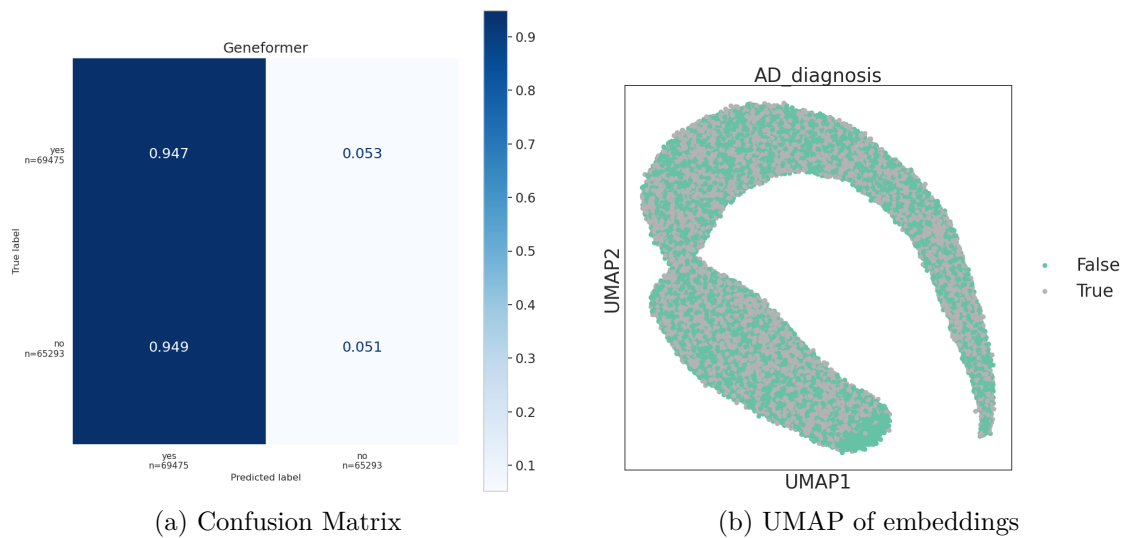 Geneformer
yes
n=69475
0.947
0.053
True label
no
n=65293
0.949
0.051
yes
n=69475
no
n=65293
Predicted label
0.9
0.8
0.7
0.6
0.5
0.4
0.3
0.2
0.1
(a) Confusion Matrix
AD_diagnosis
UMAP2
UMAP1
False
True
(b) UMAP of embeddings